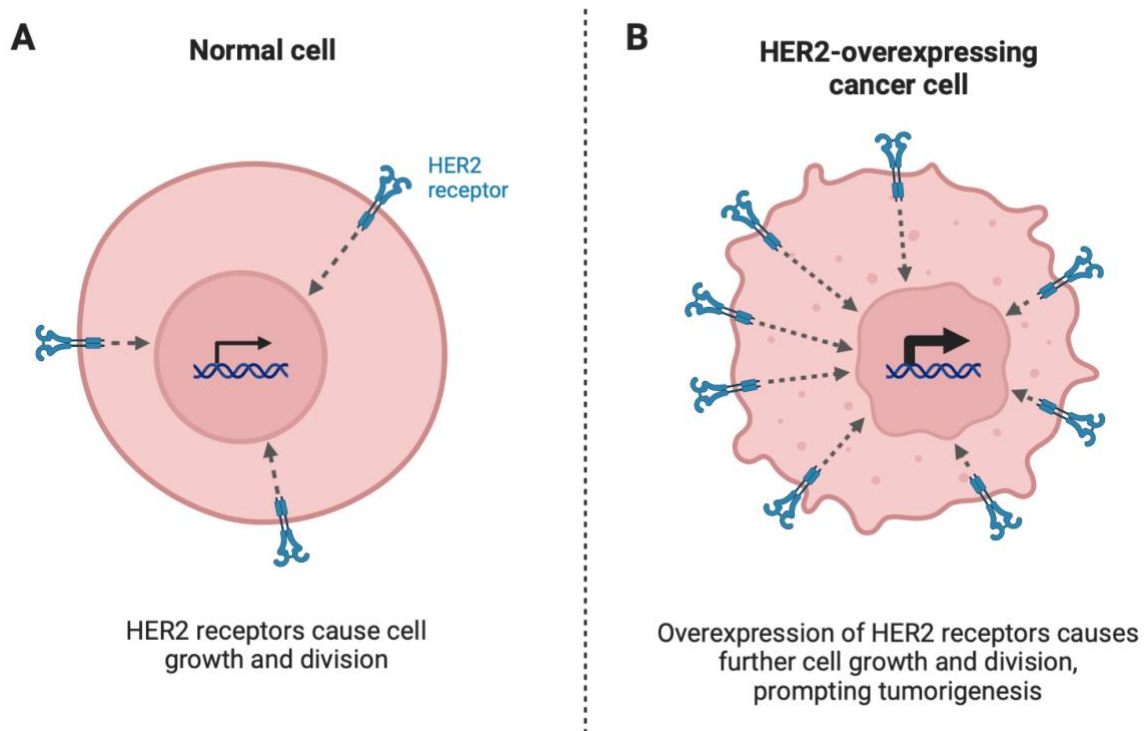 A
Normal cell
HER2
receptor
HER2 receptors cause cell
growth and division
B
HER2-overexpressing
cancer cell
Overexpression of HER2 receptors causes
further cell growth and division,
prompting tumorigenesis